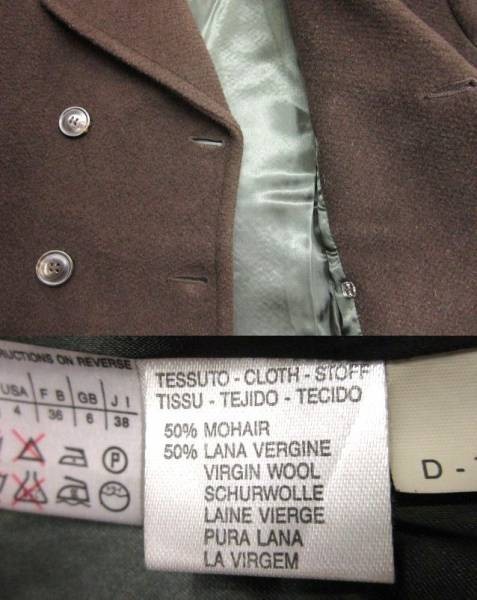 RUCTIONS ON REVERSE
USA F B GB J I
4 36 6 38
P
TESSUTO - CLOTH - STOFF
TISSU - TEJIDO - TECIDO
50% MOHAIR
50% LANA VERGINE
VIRGIN WOOL
SCHURWOLLE
LAINE VIERGE
PURA LANA
LA VIRGEM
D -